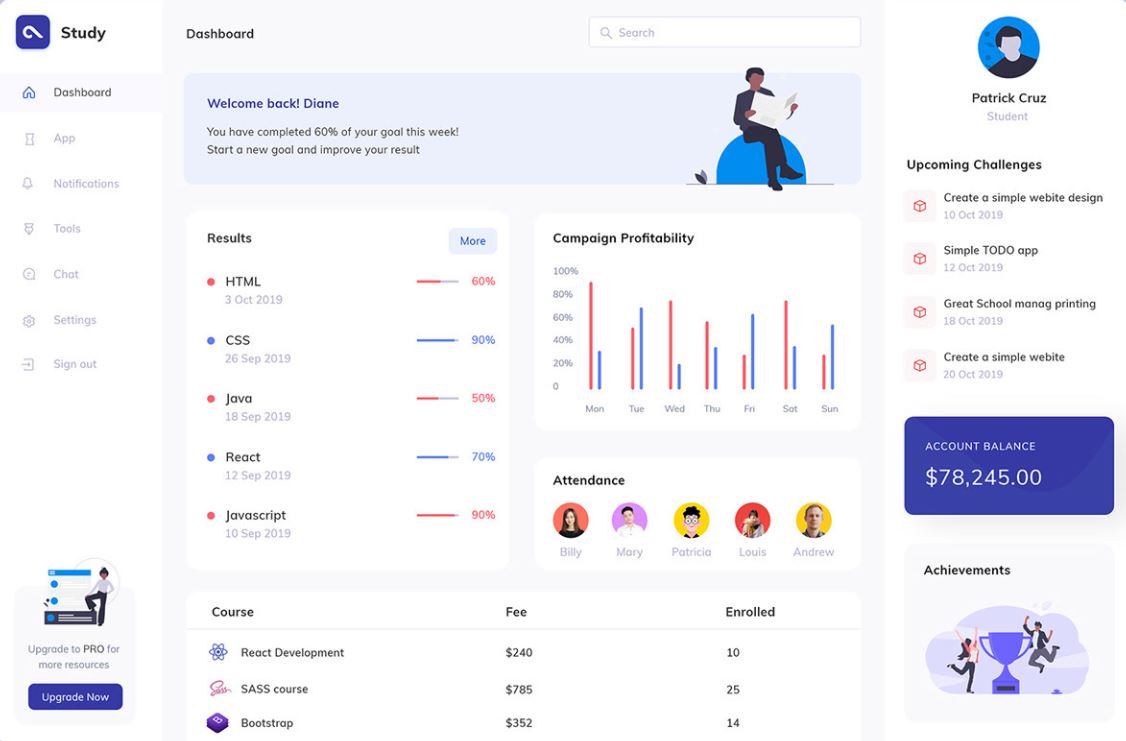 Study
Dashboard
App
Notifications
Tools
Chat
Settings
Sign out
Upgrade to PRO for
more resources
Upgrade Now
Dashboard
Search
Welcome back! Diane
You have completed 60% of your goal this week!
Start a new goal and improve your result
Results
More
HTML
3 Oct 2019
60%
CSS
26 Sep 2019
90%
Java
18 Sep 2019
50%
React
12 Sep 2019
70%
Javascript
10 Sep 2019
90%
Campaign Profitability
100%
80%
60%
40%
20%
0
Mon Tue Wed Thu Fri Sat Sun
Attendance
Billy Mary Patricia Louis Andrew
Course Fee Enrolled
React Development $240 10
SASS course $785 25
Bootstrap $352 14
Patrick Cruz
Student
Upcoming Challenges
Create a simple webite design
10 Oct 2019
Simple TODO app
12 Oct 2019
Great School manag printing
18 Oct 2019
Create a simple webite
20 Oct 2019
ACCOUNT BALANCE
$78,245.00
Achievements